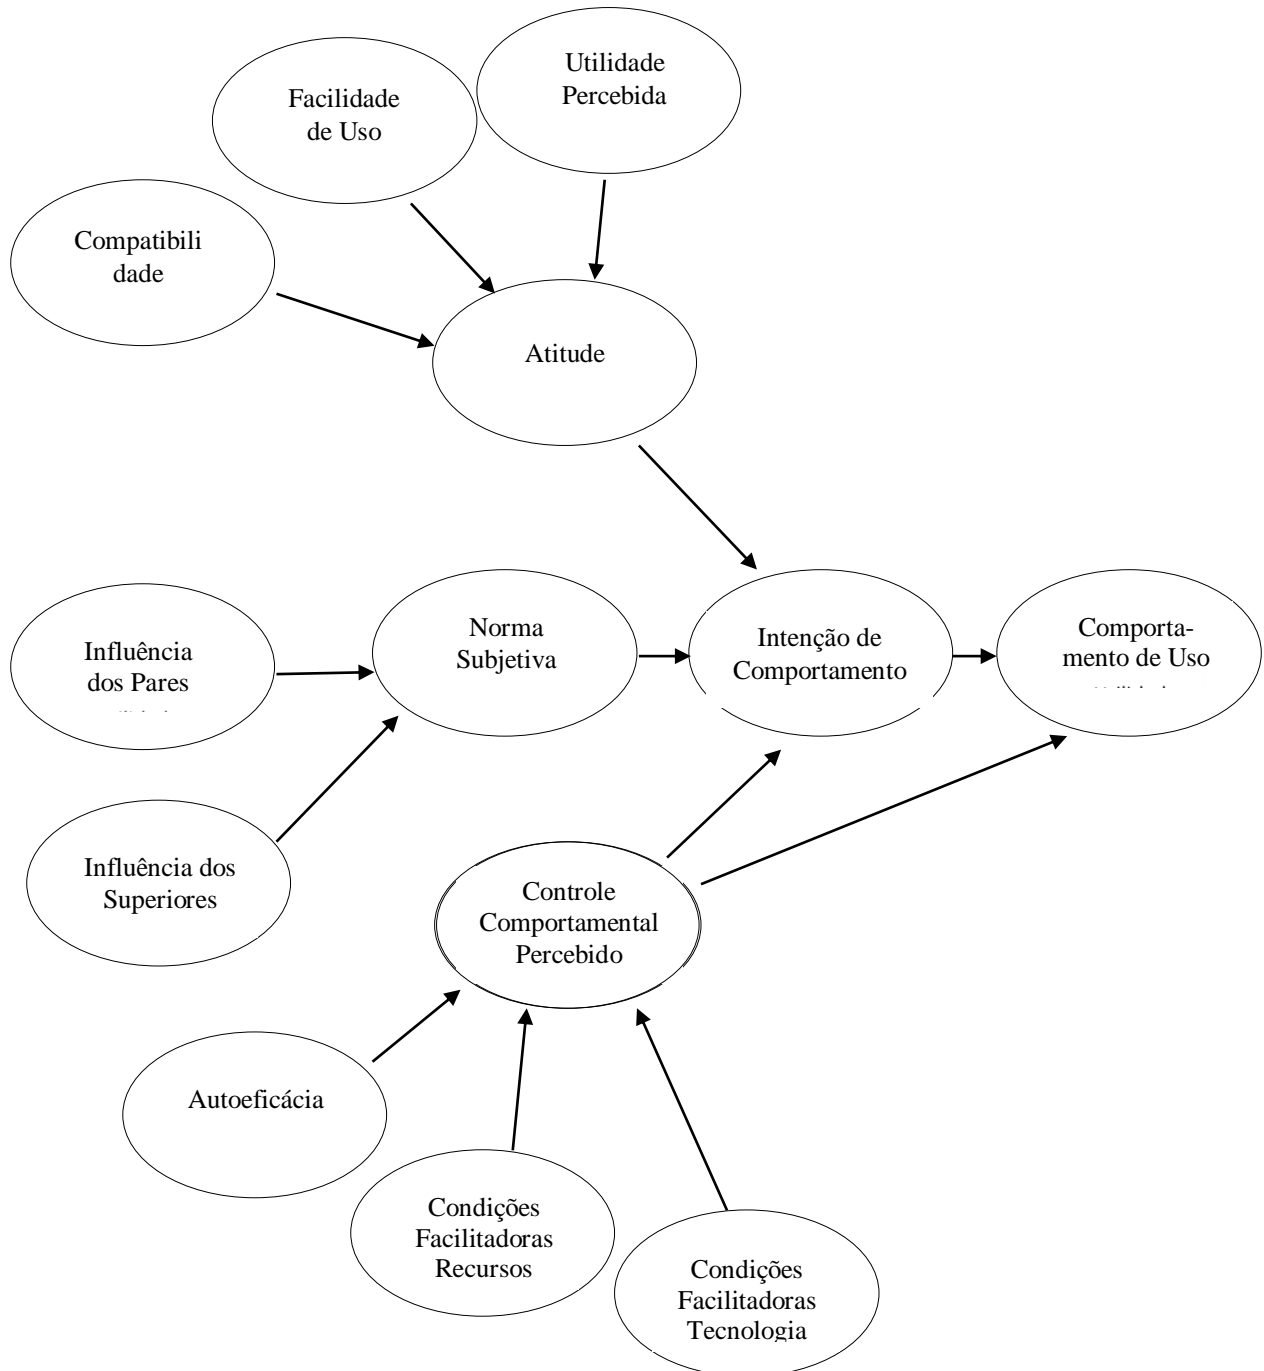 Utilidade
Percebida
Facilidade
de Uso
Compatibili
dade
Atitude
Norma
Subjetiva
Intenção de
Comportamento
Comporta-
mento de Uso
Influência
dos Pares
Influência dos
Superiores
Controle
Comportamental
Percebido
Autoeficácia
Condições
Facilitadoras
Recursos
Condições
Facilitadoras
Tecnologia